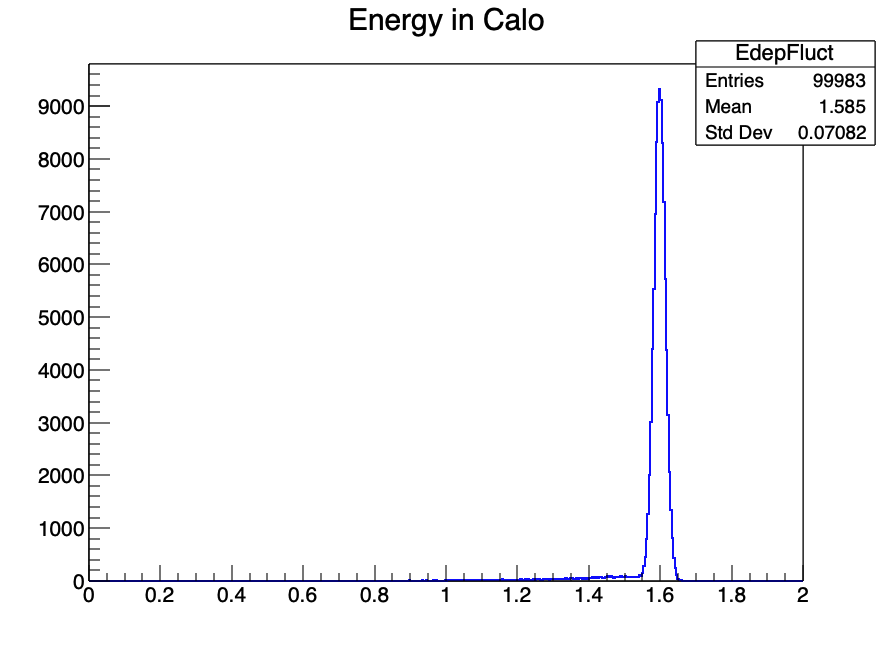 Energy in Calo
EdepFluct
Entries 99983
Mean 1.585
Std Dev 0.07082
9000
8000
7000
6000
5000
4000
3000
2000
1000
0
0 0.2 0.4 0.6 0.8 1 1.2 1.4 1.6 1.8 2